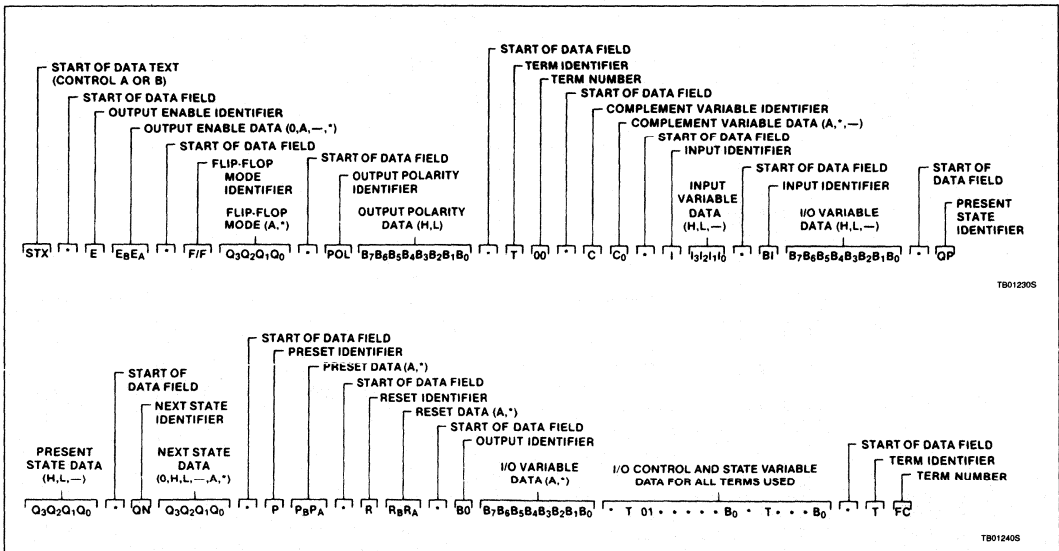 START OF DATA TEXT
(CONTROL A OR B)
START OF DATA FIELD
OUTPUT ENABLE IDENTIFIER
OUTPUT ENABLE DATA (0,A,—,*)
START OF DATA FIELD
FLIP-FLOP
MODE
IDENTIFIER
FLIP-FLOP
MODE (A,*)
START OF DATA FIELD
OUTPUT POLARITY
IDENTIFIER
OUTPUT POLARITY
DATA (H,L)
START OF DATA FIELD
TERM IDENTIFIER
TERM NUMBER
START OF DATA FIELD
COMPLEMENT VARIABLE IDENTIFIER
COMPLEMENT VARIABLE DATA (A,*,—)
START OF DATA FIELD
INPUT IDENTIFIER
INPUT
VARIABLE
DATA
(H,L,—)
START OF DATA FIELD
INPUT IDENTIFIER
I/O VARIABLE
DATA (H,L,—)
START OF
DATA FIELD
PRESENT
STATE
IDENTIFIER
STX * E EBEA * F/F Q3Q2Q1Q0 * POL B7B6B5B4B3B2B1B0 * T 00 * C C0 * I I3I2I1I0 * BI B7B6B5B4B3B2B1B0 * QP
TB01230S
PRESENT
STATE DATA
(H,L,—)
START OF
DATA FIELD
NEXT STATE
IDENTIFIER
NEXT STATE
DATA
(0,H,L,—,A,*)
START OF DATA FIELD
PRESET IDENTIFIER
PRESET DATA (A,*)
START OF DATA FIELD
RESET IDENTIFIER
RESET DATA (A,*)
START OF DATA FIELD
OUTPUT IDENTIFIER
I/O VARIABLE
DATA (A,*)
I/O CONTROL AND STATE VARIABLE
DATA FOR ALL TERMS USED
START OF DATA FIELD
TERM IDENTIFIER
TERM NUMBER
Q3Q2Q1Q0 * QN Q3Q2Q1Q0 * P PBPA * R RBRA * B0 B7B6B5B4B3B2B1B0 * T 01 • • • • • B0 * T • • • B0 * T FC
TB01240S